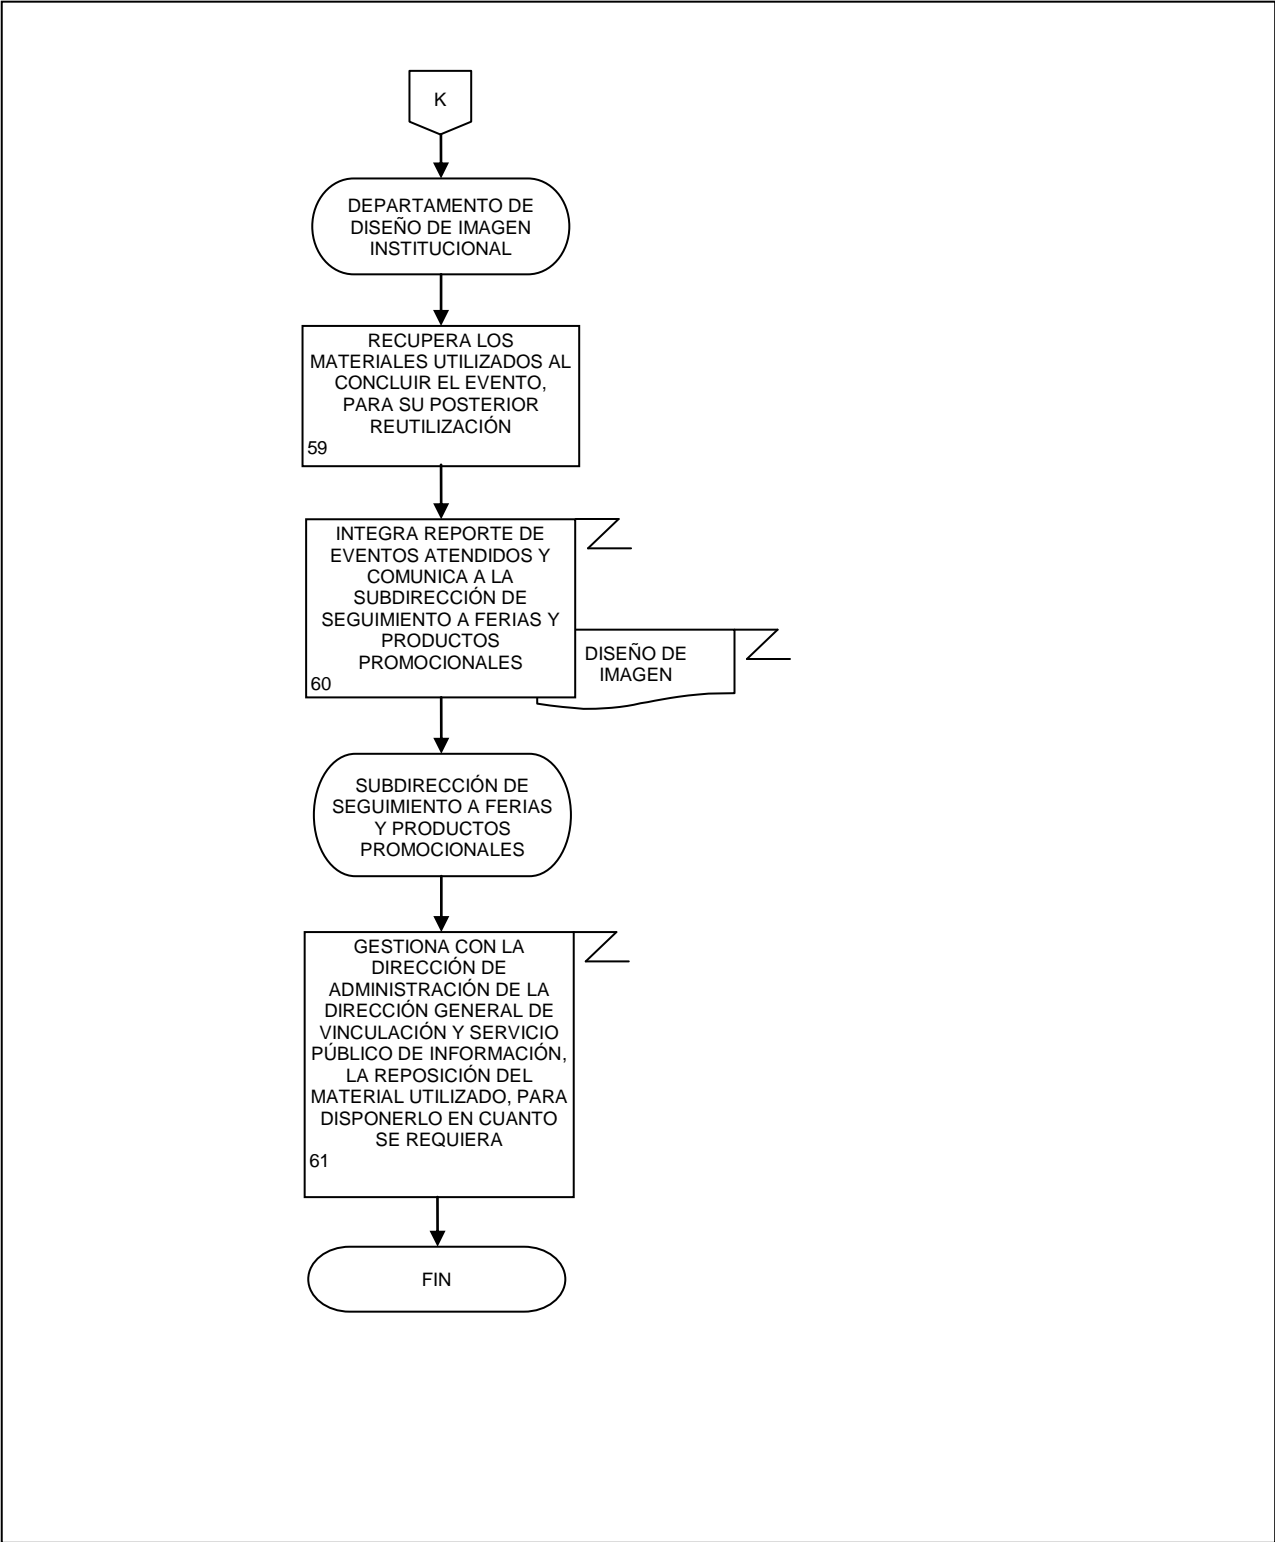 K
DEPARTAMENTO DE
DISEÑO DE IMAGEN
INSTITUCIONAL
RECUPERA LOS
MATERIALES UTILIZADOS AL
CONCLUIR EL EVENTO,
PARA SU POSTERIOR
REUTILIZACIÓN
59
INTEGRA REPORTE DE
EVENTOS ATENDIDOS Y
COMUNICA A LA
SUBDIRECCIÓN DE
SEGUIMIENTO A FERIAS Y
PRODUCTOS
PROMOCIONALES
60
DISEÑO DE
IMAGEN
SUBDIRECCIÓN DE
SEGUIMIENTO A FERIAS
Y PRODUCTOS
PROMOCIONALES
GESTIONA CON LA
DIRECCIÓN DE
ADMINISTRACIÓN DE LA
DIRECCIÓN GENERAL DE
VINCULACIÓN Y SERVICIO
PÚBLICO DE INFORMACIÓN,
LA REPOSICIÓN DEL
MATERIAL UTILIZADO, PARA
DISPONERLO EN CUANTO
SE REQUIERA
61
FIN